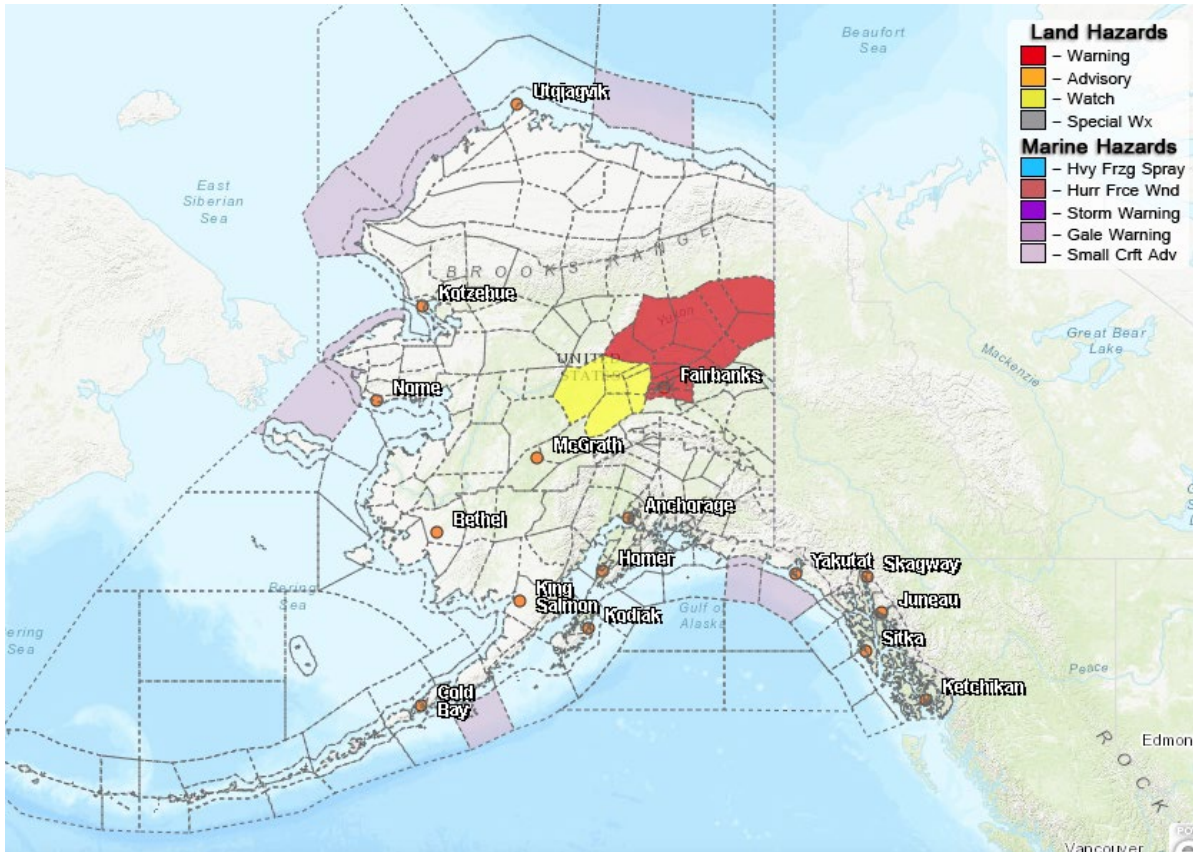 Land Hazards
– Warning
– Advisory
– Watch
– Special Wx
Marine Hazards
– Hvy Frzg Spray
– Hurr Frce Wnd
– Storm Warning
– Gale Warning
– Small Crft Adv
Beaufort
Sea
Utqiagvik
East
Siberian
Sea
BROOKS RANGE
Kotzebue
Yukon
Great Bear
Lake
Mackenzie
UNITED
STATES
Fairbanks
Nome
McGrath
Anchorage
Bethel
Homer
Yakutat
Skagway
King
Salmon
Kodiak
Gulf of
Alaska
Juneau
Bering
Sea
ering
Sea
Sitka
Peace
Ketchikan
Cold
Bay
ROCK
Edmon
Vancouver